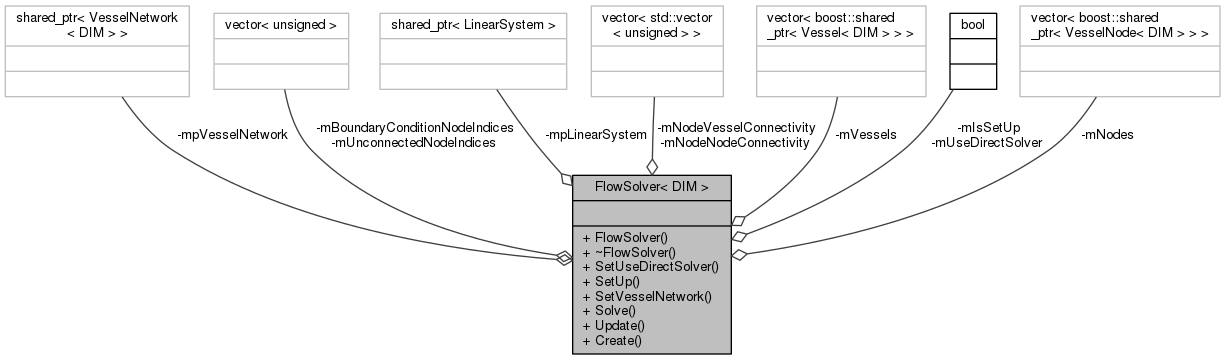 shared_ptr< VesselNetwork
< DIM > >
vector< unsigned >
shared_ptr< LinearSystem >
vector< std::vector
< unsigned > >
vector< boost::shared
_ptr< Vessel< DIM > > >
bool
vector< boost::shared
_ptr< VesselNode< DIM > > >
-mpVesselNetwork
-mBoundaryConditionNodeIndices
-mUnconnectedNodeIndices
-mpLinearSystem
-mNodeVesselConnectivity
-mNodeNodeConnectivity
-mVessels
-mIsSetUp
-mUseDirectSolver
-mNodes
FlowSolver< DIM >
+ FlowSolver()
+ ~FlowSolver()
+ SetUseDirectSolver()
+ SetUp()
+ SetVesselNetwork()
+ Solve()
+ Update()
+ Create()